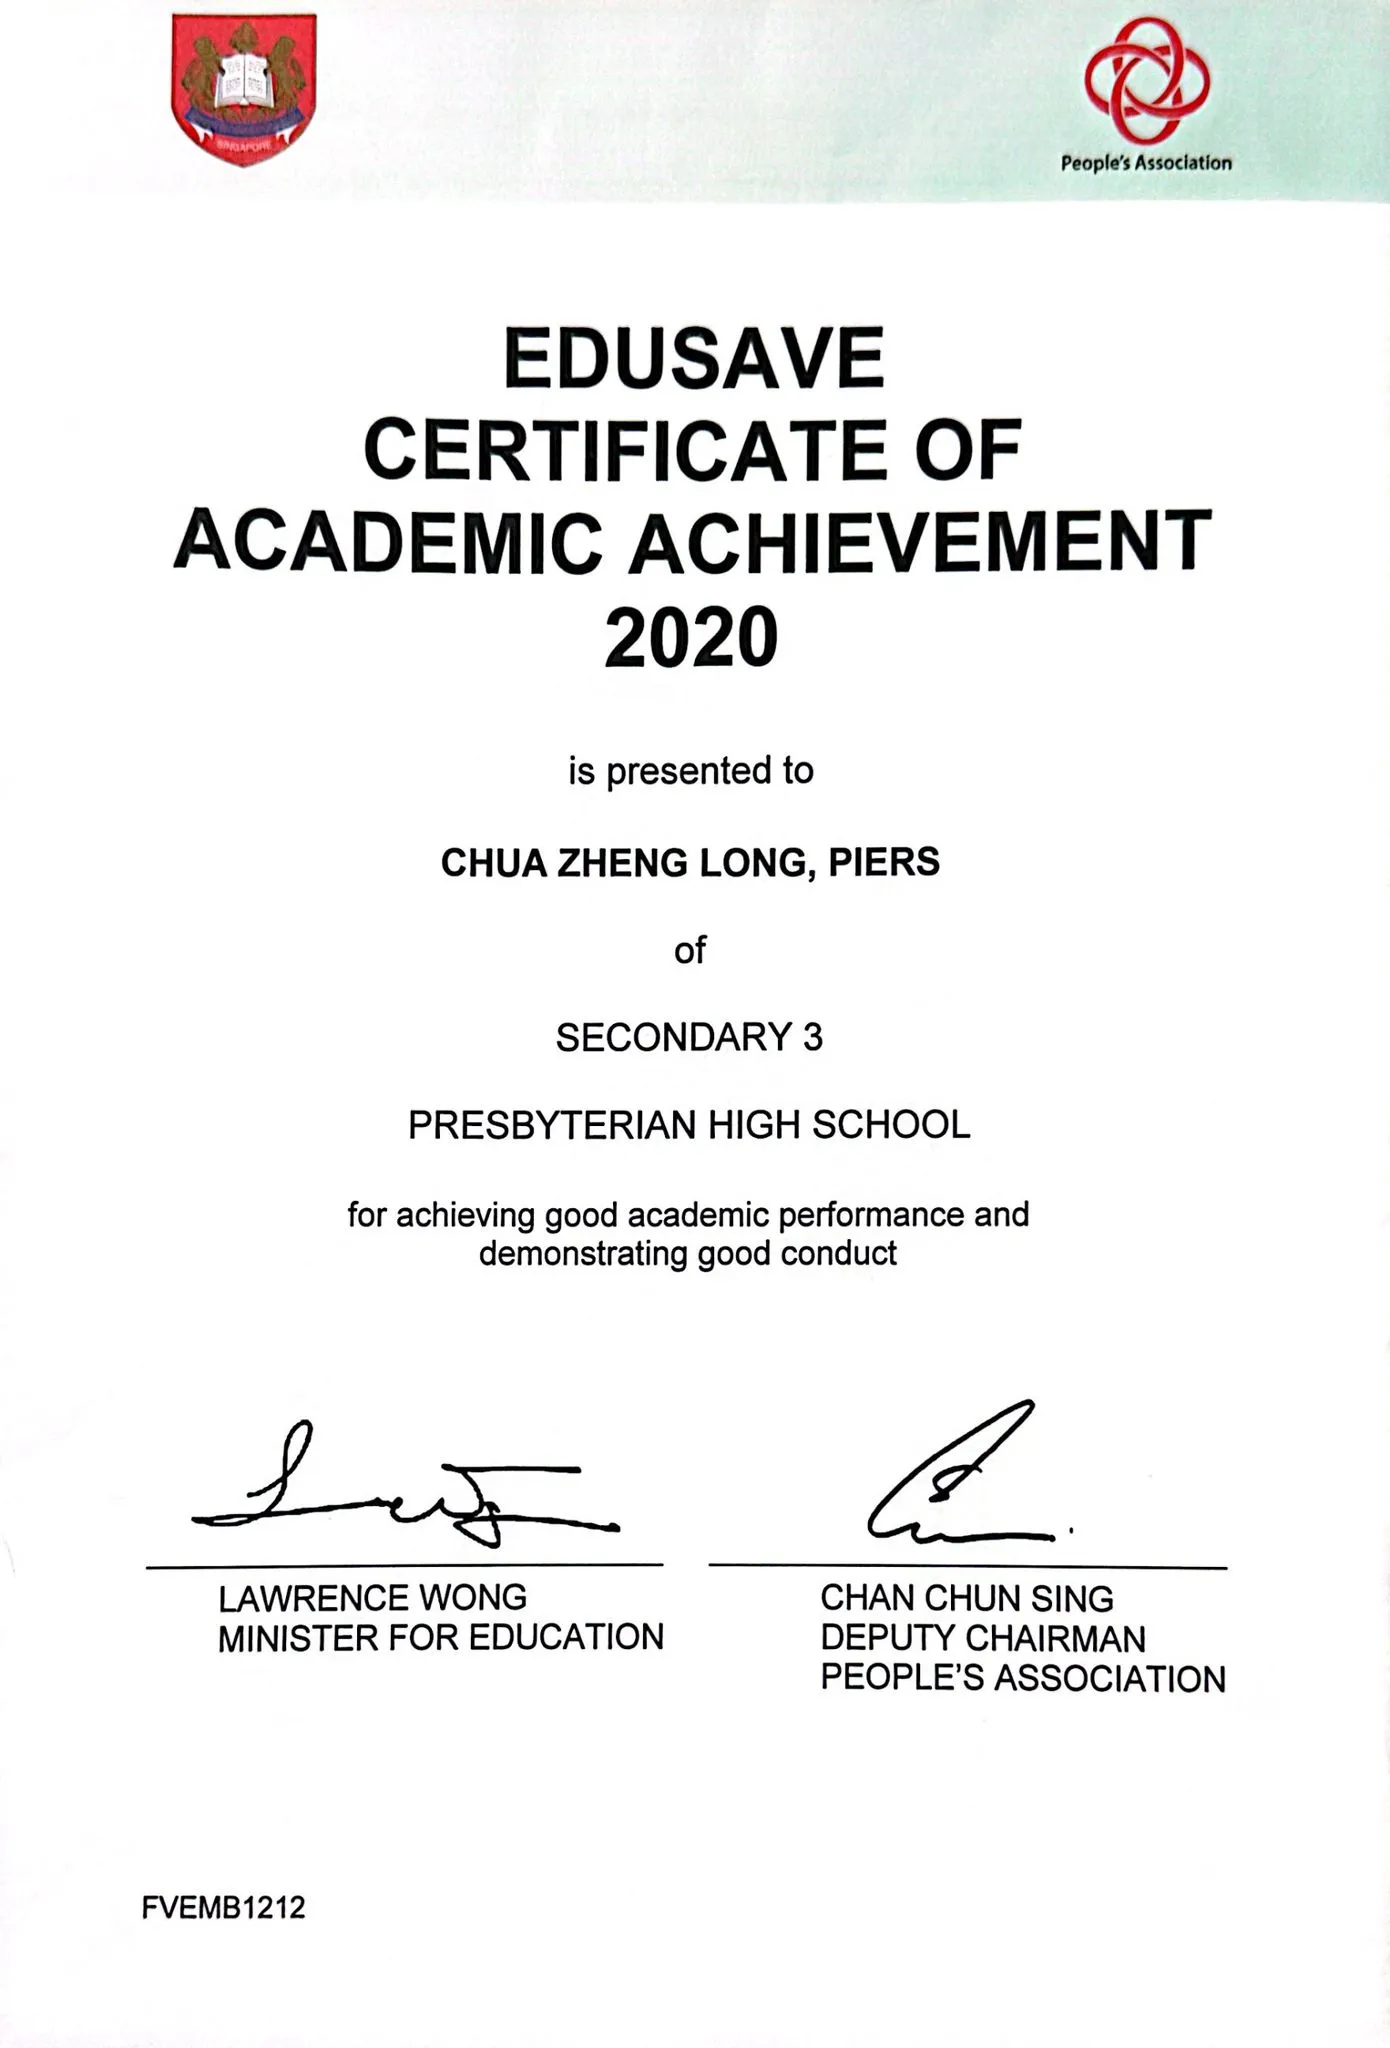 SINGAPORE
People's Association
EDUSAVE
CERTIFICATE OF
ACADEMIC ACHIEVEMENT
2020
is presented to
CHUA ZHENG LONG, PIERS
of
SECONDARY 3
PRESBYTERIAN HIGH SCHOOL
for achieving good academic performance and
demonstrating good conduct
LAWRENCE WONG
MINISTER FOR EDUCATION
CHAN CHUN SING
DEPUTY CHAIRMAN
PEOPLE'S ASSOCIATION
FVEMB1212